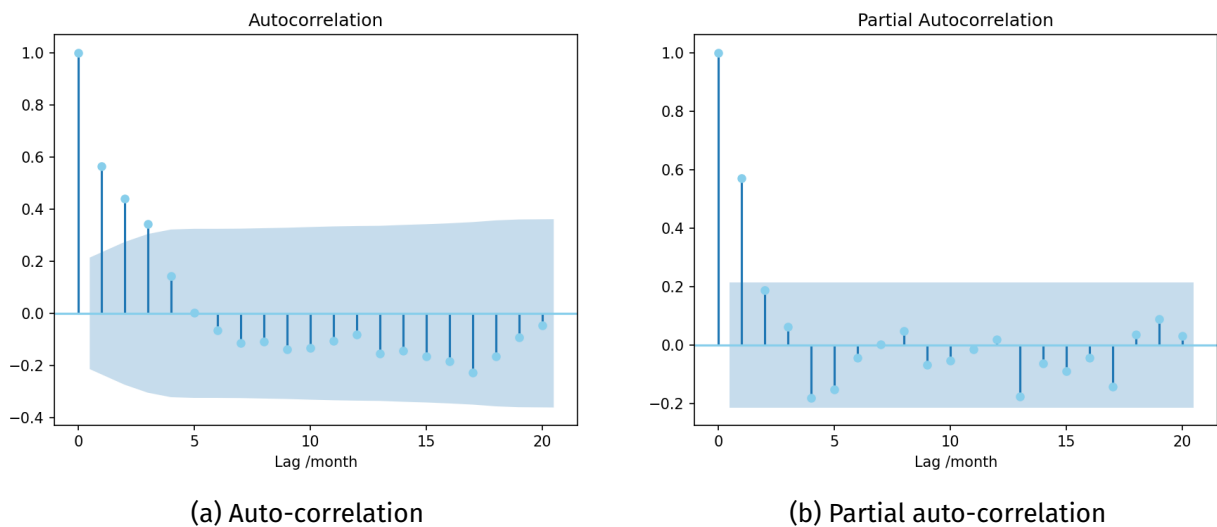 Autocorrelation
1.0
0.8
0.6
0.4
0.2
0.0
−0.2
−0.4
0 5 10 15 20
Lag /month
(a) Auto-correlation
Partial Autocorrelation
1.0
0.8
0.6
0.4
0.2
0.0
−0.2
0 5 10 15 20
Lag /month
(b) Partial auto-correlation